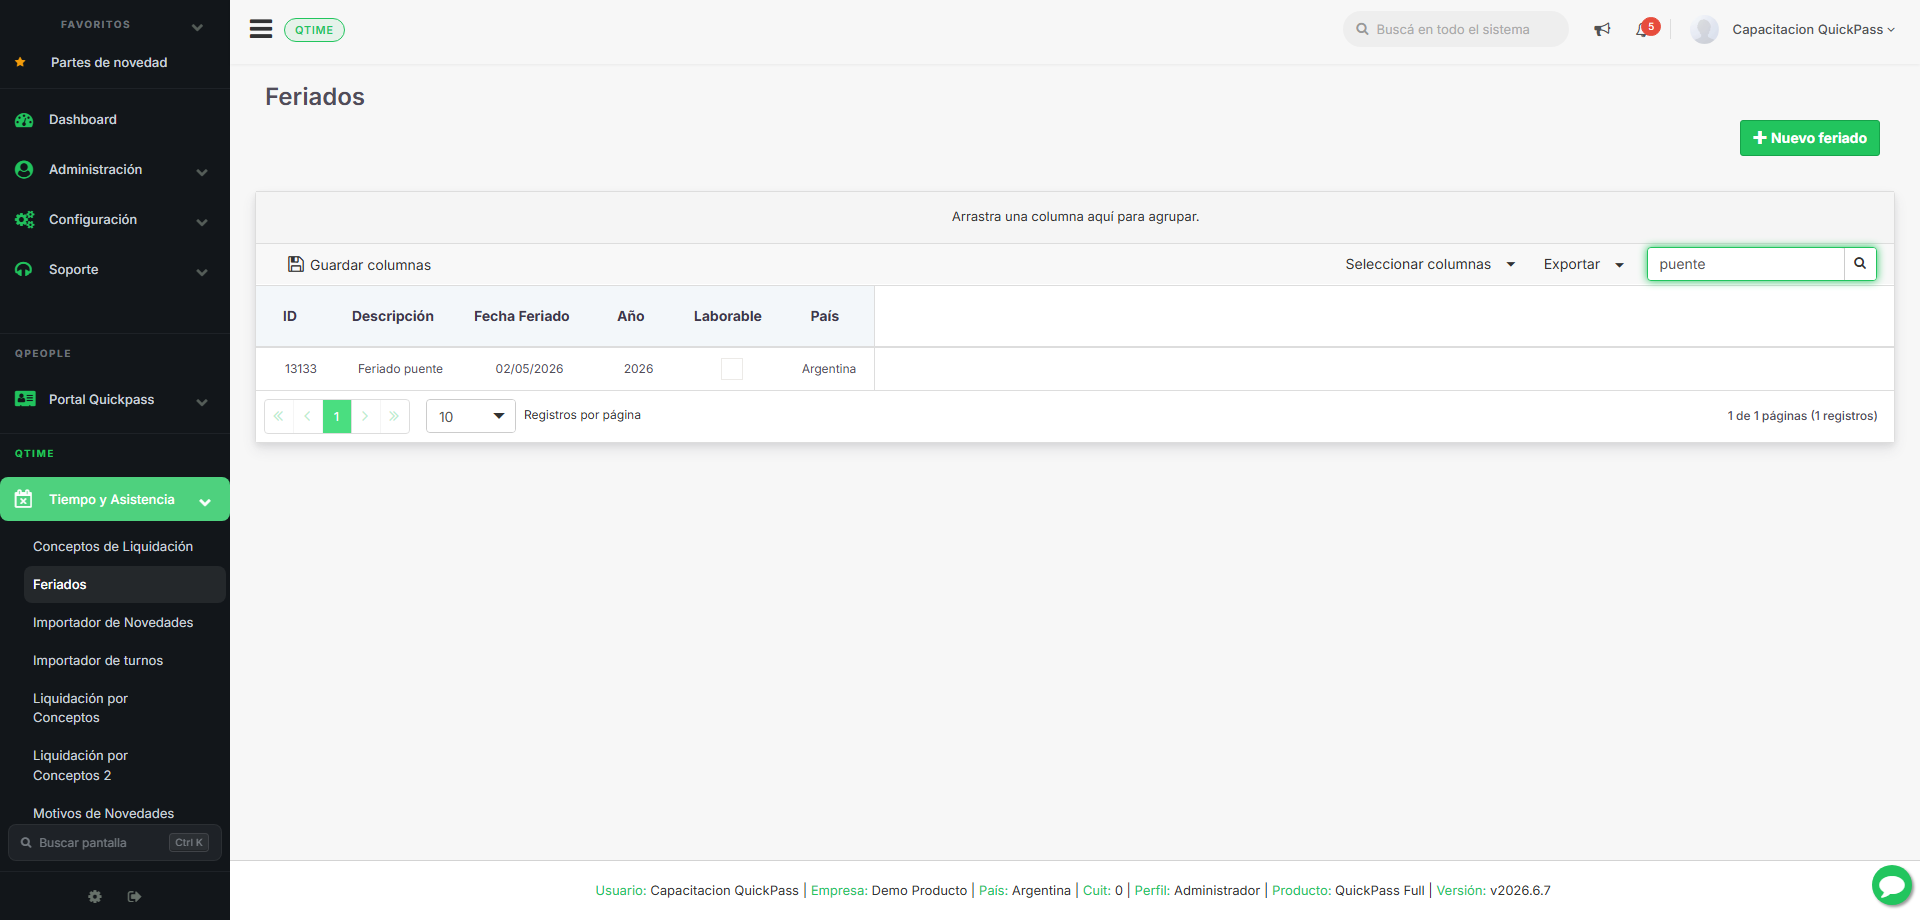 FAVORITOS
Partes de novedad
Dashboard
Administración
Configuración
Soporte
QPEOPLE
Portal Quickpass
QTIME
Tiempo y Asistencia
Conceptos de Liquidación
Feriados
Importador de Novedades
Importador de turnos
Liquidación por
Conceptos
Liquidación por
Conceptos 2
Motivos de Novedades
Buscar pantalla Ctrl K
QTIME
Buscá en todo el sistema
5
Capacitacion QuickPass
Feriados
Nuevo feriado
Arrastra una columna aquí para agrupar.
Guardar columnas Seleccionar columnas Exportar puente
ID Descripción Fecha Feriado Año Laborable País
13133 Feriado puente 02/05/2026 2026 Argentina
1 10 Registros por página 1 de 1 páginas (1 registros)
Usuario: Capacitacion QuickPass | Empresa: Demo Producto | País: Argentina | Cuit: 0 | Perfil: Administrador | Producto: QuickPass Full | Versión: v2026.6.7